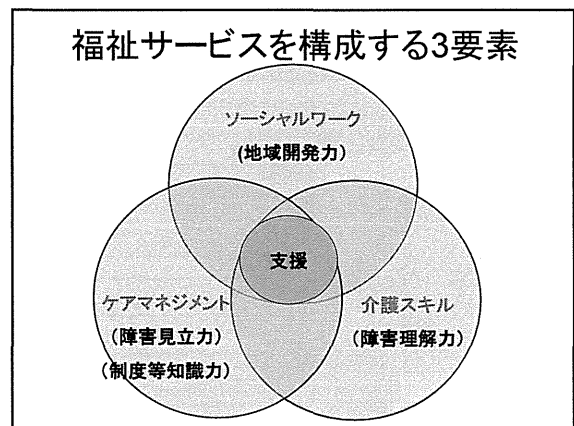 福祉サービスを構成する3要素
ソーシャルワーク
(地域開発力)
支援
ケアマネジメント
(障害見立力)
(制度等知識力)
介護スキル
(障害理解力)